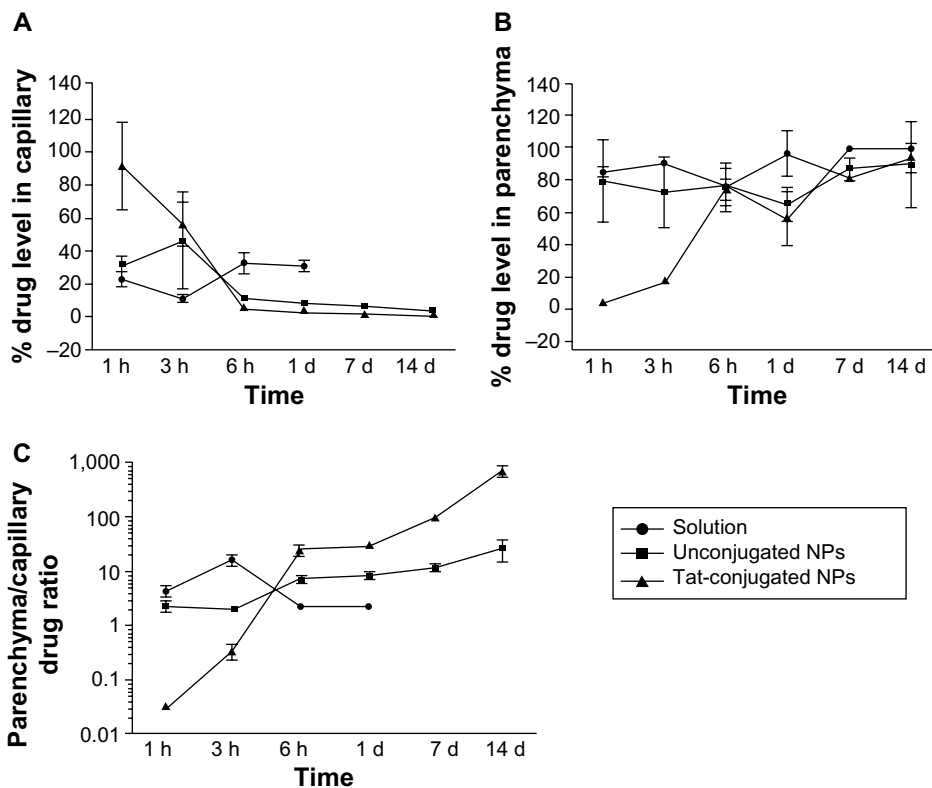 A
% drug level in capillary
140
120
100
80
60
40
20
0
–20
1 h 3 h 6 h 1 d 7 d 14 d
Time
B
% drug level in parenchyma
140
120
100
80
60
40
20
0
–20
1 h 3 h 6 h 1 d 7 d 14 d
Time
C
Parenchyma/capillary
drug ratio
1,000
100
10
1
0.1
0.01
1 h 3 h 6 h 1 d 7 d 14 d
Time
Solution
Unconjugated NPs
Tat-conjugated NPs